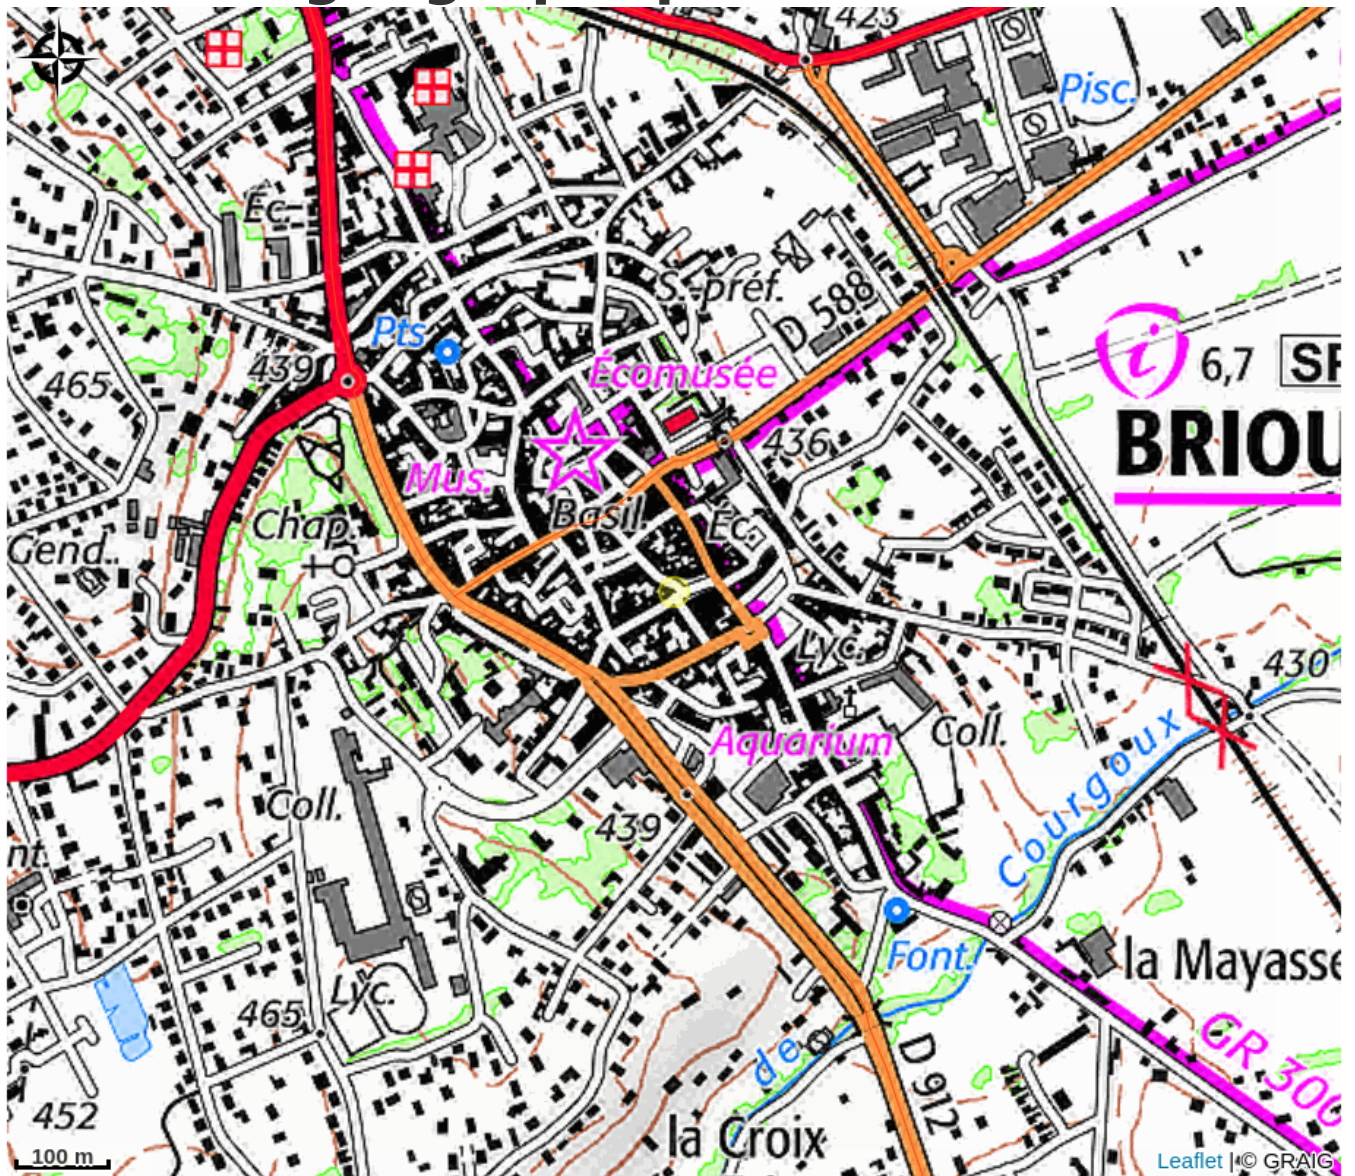 423
Pisc.
Éc.
S.-préf.
D 588
Pts
439
Écomusée
6,7
465
BRIOU
436
Mus.
Basil.
Éc.
Chap.
Gend.
Lyc.
430
Coll.
Aquarium
Courgoux
Coll.
439
nt.
Font.
la Mayasse
Lyc.
465
GR 300
de
D 912
452
la Croix
100 m
Leaflet | © GRAIG